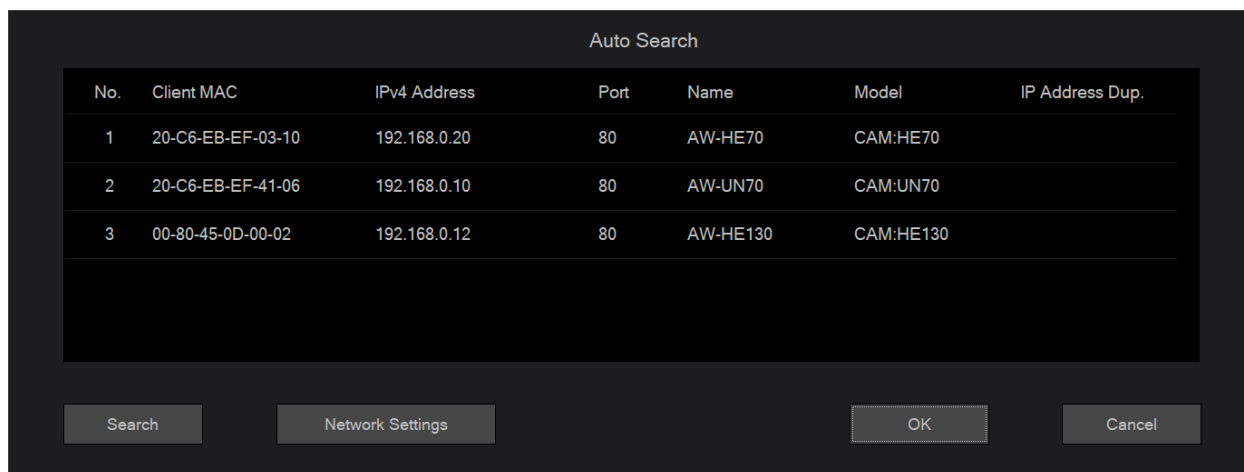 Auto Search
No. Client MAC IPv4 Address Port Name Model IP Address Dup.
1 20-C6-EB-EF-03-10 192.168.0.20 80 AW-HE70 CAM:HE70
2 20-C6-EB-EF-41-06 192.168.0.10 80 AW-UN70 CAM:UN70
3 00-80-45-0D-00-02 192.168.0.12 80 AW-HE130 CAM:HE130
Search Network Settings OK Cancel